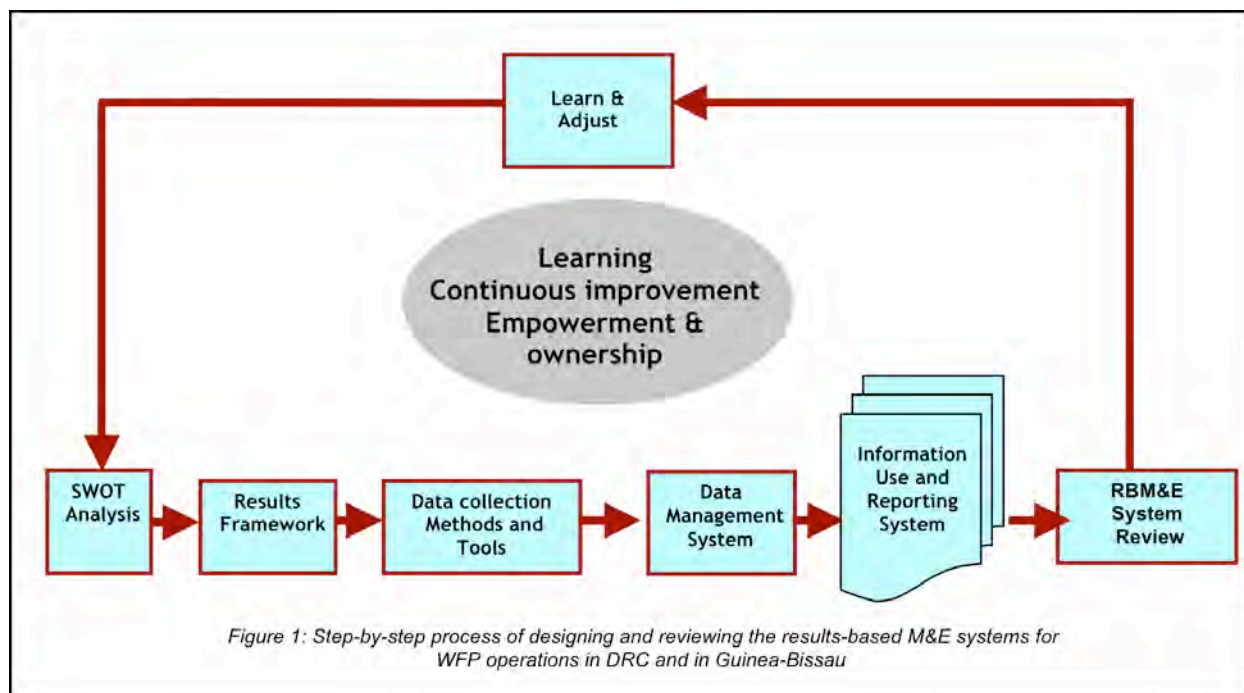 Learn &
Adjust
Learning
Continuous improvement
Empowerment &
ownership
SWOT
Analysis
Results
Framework
Data collection
Methods and
Tools
Data
Management
System
Information
Use and
Reporting
System
RBM&E
System
Review
Figure 1: Step-by-step process of designing and reviewing the results-based M&E systems for
WFP operations in DRC and in Guinea-Bissau